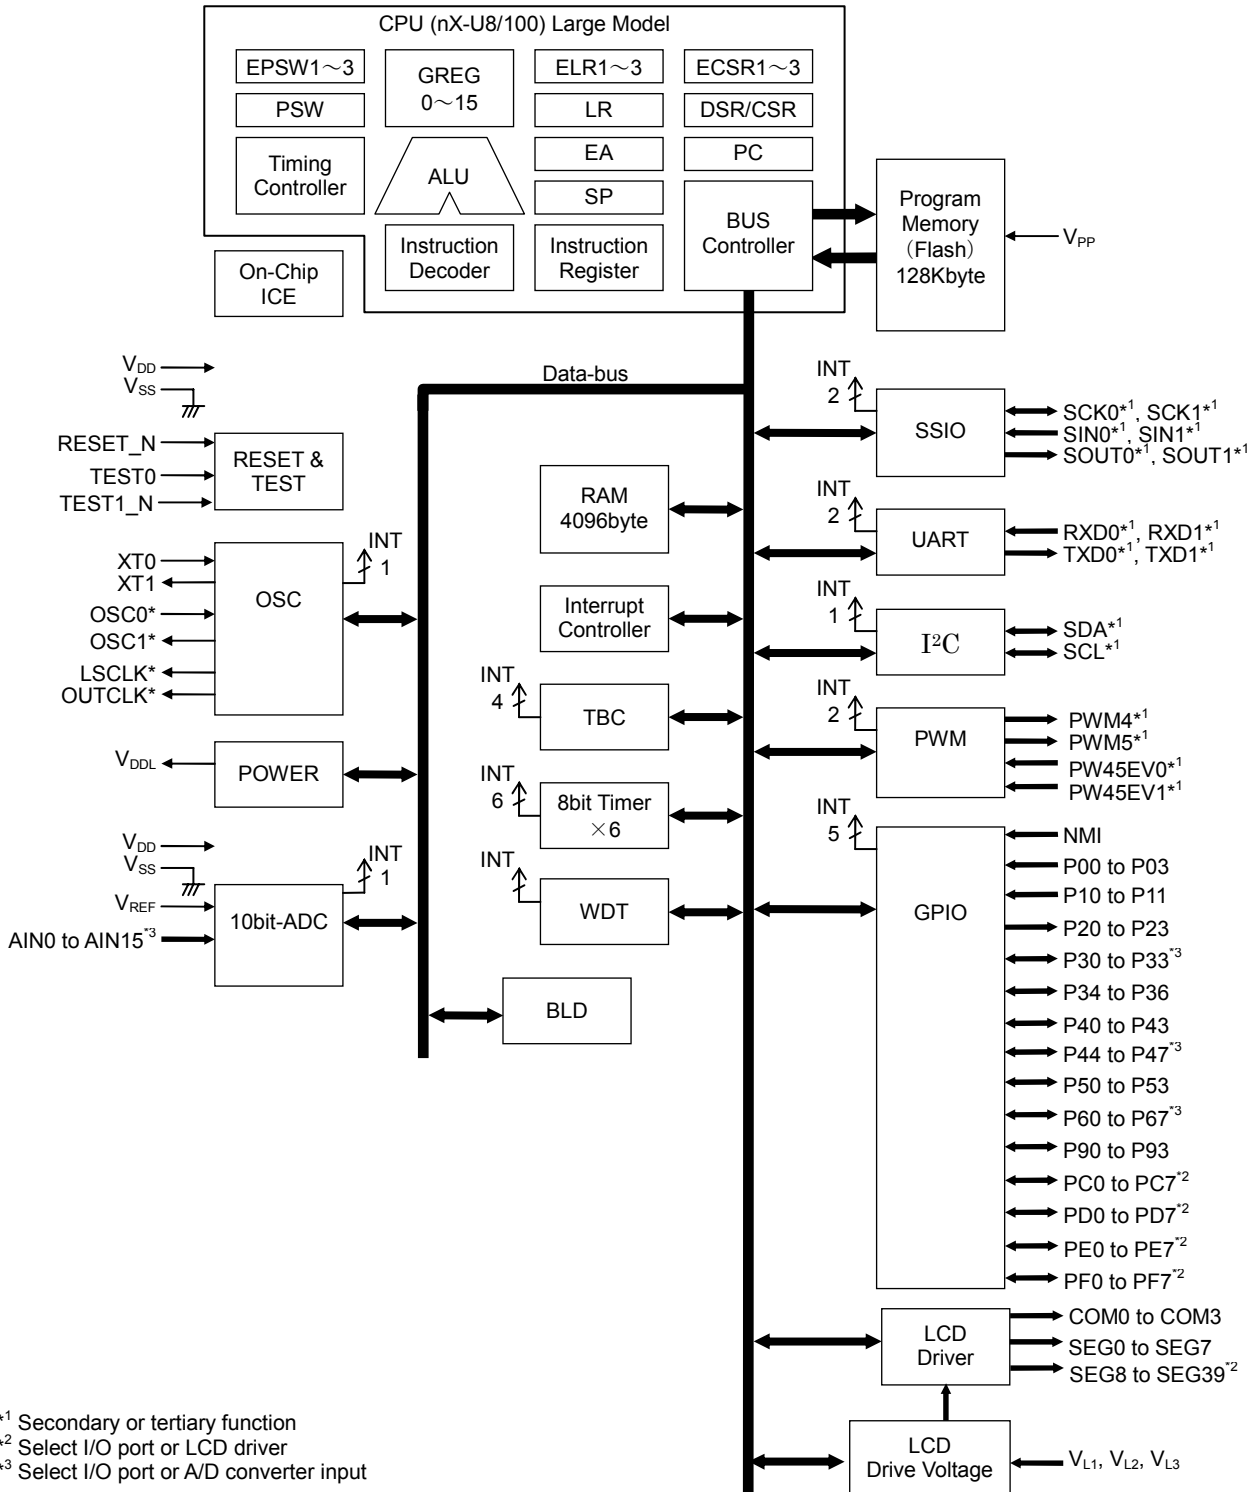 CPU (nX-U8/100) Large Model
EPSW1～3
GREG
0～15
ELR1～3
ECSR1～3
PSW
LR
DSR/CSR
Timing
Controller
ALU
EA
PC
SP
BUS
Controller
Instruction
Decoder
Instruction
Register
On-Chip
ICE
Program
Memory
(Flash)
128Kbyte
VPP
VDD
VSS
Data-bus
RESET_N
TEST0
TEST1_N
RESET &
TEST
INT
2
SSIO
SCK0*1, SCK1*1
SIN0*1, SIN1*1
SOUT0*1, SOUT1*1
RAM
4096byte
INT
2
UART
RXD0*1, RXD1*1
TXD0*1, TXD1*1
XT0
XT1
OSC0*
OSC1*
LSCLK*
OUTCLK*
OSC
INT
1
Interrupt
Controller
INT
1
I²C
SDA*1
SCL*1
INT
4
TBC
INT
2
PWM
PWM4*1
PWM5*1
PW45EV0*1
PW45EV1*1
VDDL
POWER
INT
6
8bit Timer
×6
VDD
VSS
VREF
AIN0 to AIN15*3
INT
1
10bit-ADC
INT
WDT
BLD
INT
5
GPIO
NMI
P00 to P03
P10 to P11
P20 to P23
P30 to P33*3
P34 to P36
P40 to P43
P44 to P47*3
P50 to P53
P60 to P67*3
P90 to P93
PC0 to PC7*2
PD0 to PD7*2
PE0 to PE7*2
PF0 to PF7*2
LCD
Driver
COM0 to COM3
SEG0 to SEG7
SEG8 to SEG39*2
LCD
Drive Voltage
VL1, VL2, VL3
*1 Secondary or tertiary function
*2 Select I/O port or LCD driver
*3 Select I/O port or A/D converter input